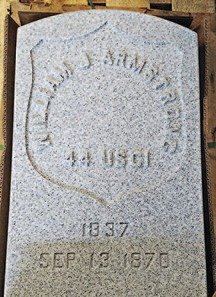 WILLIAM J ARMSTRONG
44 USCI
1837
SEP 13 1870